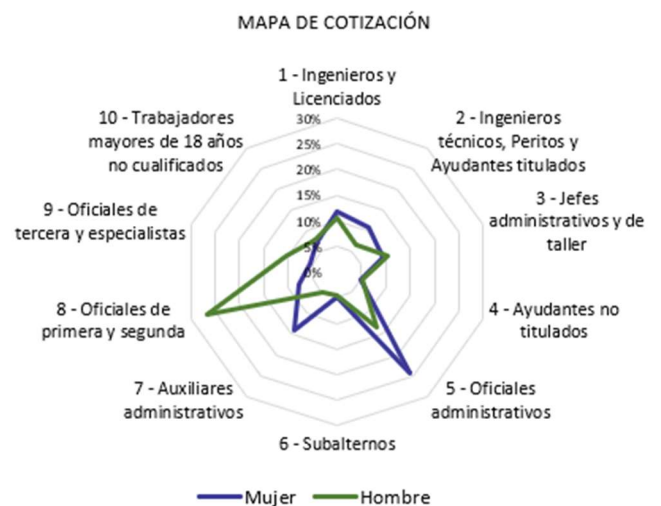 MAPA DE COTIZACIÓN
1 - Ingenieros y
Licenciados
2 - Ingenieros
técnicos, Peritos y
Ayudantes titulados
3 - Jefes
administrativos y de
taller
4 - Ayudantes no
titulados
5 - Oficiales
administrativos
6 - Subalternos
7 - Auxiliares
administrativos
8 - Oficiales de
primera y segunda
9 - Oficiales de
tercera y especialistas
10 - Trabajadores
mayores de 18 años
no cualificados
30%
25%
20%
15%
10%
5%
0%
Mujer
Hombre